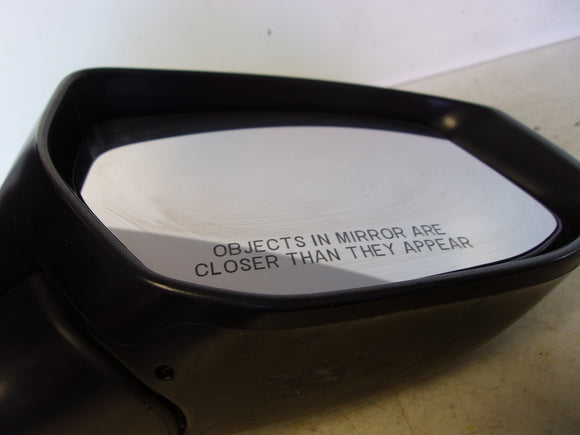 OBJECTS IN MIRROR ARE
CLOSER THAN THEY APPEAR